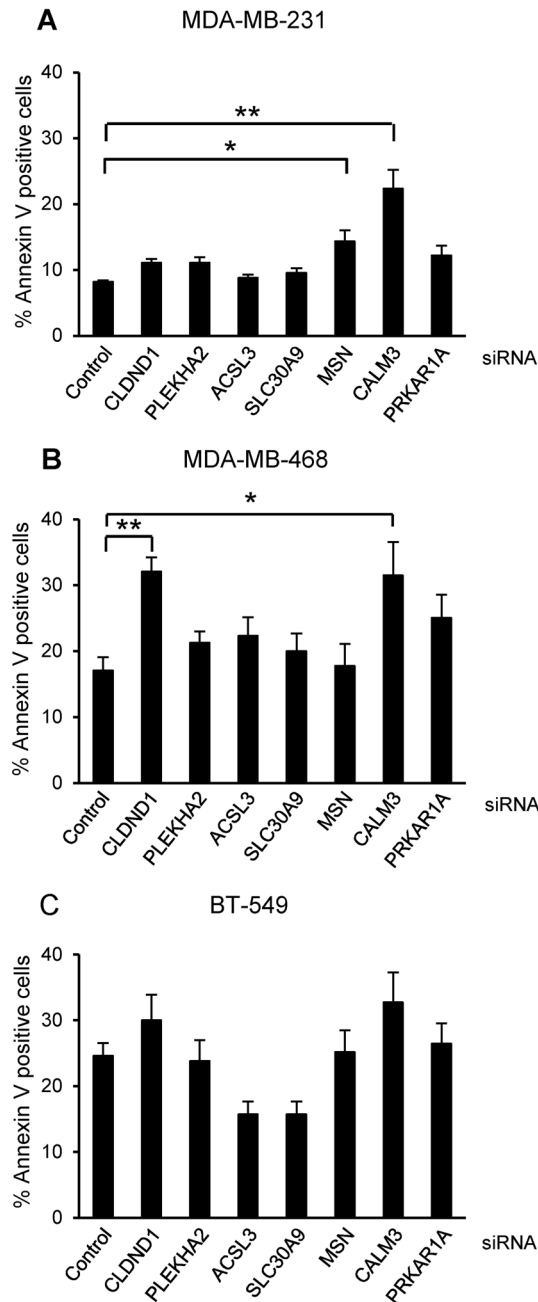 A
MDA-MB-231
% Annexin V positive cells
40
30
20
10
0
**
*
Control
CLDND1
PLEKHA2
ACSL3
SLC30A9
MSN
CALM3
PRKAR1A
siRNA
B
MDA-MB-468
% Annexin V positive cells
40
30
20
10
0
*
**
Control
CLDND1
PLEKHA2
ACSL3
SLC30A9
MSN
CALM3
PRKAR1A
siRNA
C
BT-549
% Annexin V positive cells
40
30
20
10
0
Control
CLDND1
PLEKHA2
ACSL3
SLC30A9
MSN
CALM3
PRKAR1A
siRNA